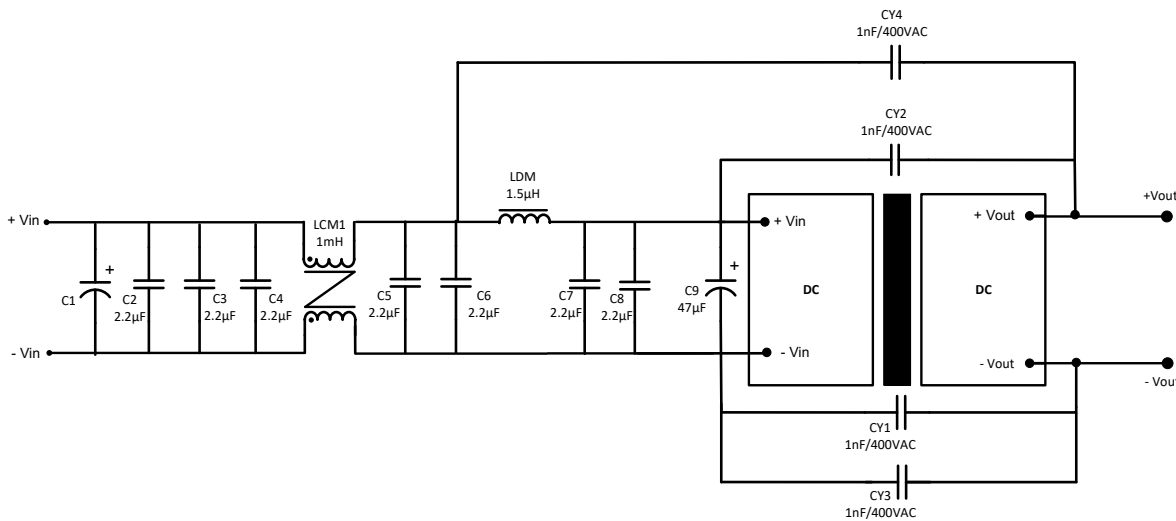 CY4
1nF/400VAC
CY2
1nF/400VAC
LDM
1.5µH
+ Vin
LCM1
1mH
+ Vin
+ Vout
+Vout
+
C1
C2
2.2µF
C3
2.2µF
C4
2.2µF
C5
2.2µF
C6
2.2µF
C7
2.2µF
C8
2.2µF
+
C9
47µF
DC
DC
- Vin
- Vin
- Vout
- Vout
CY1
1nF/400VAC
CY3
1nF/400VAC